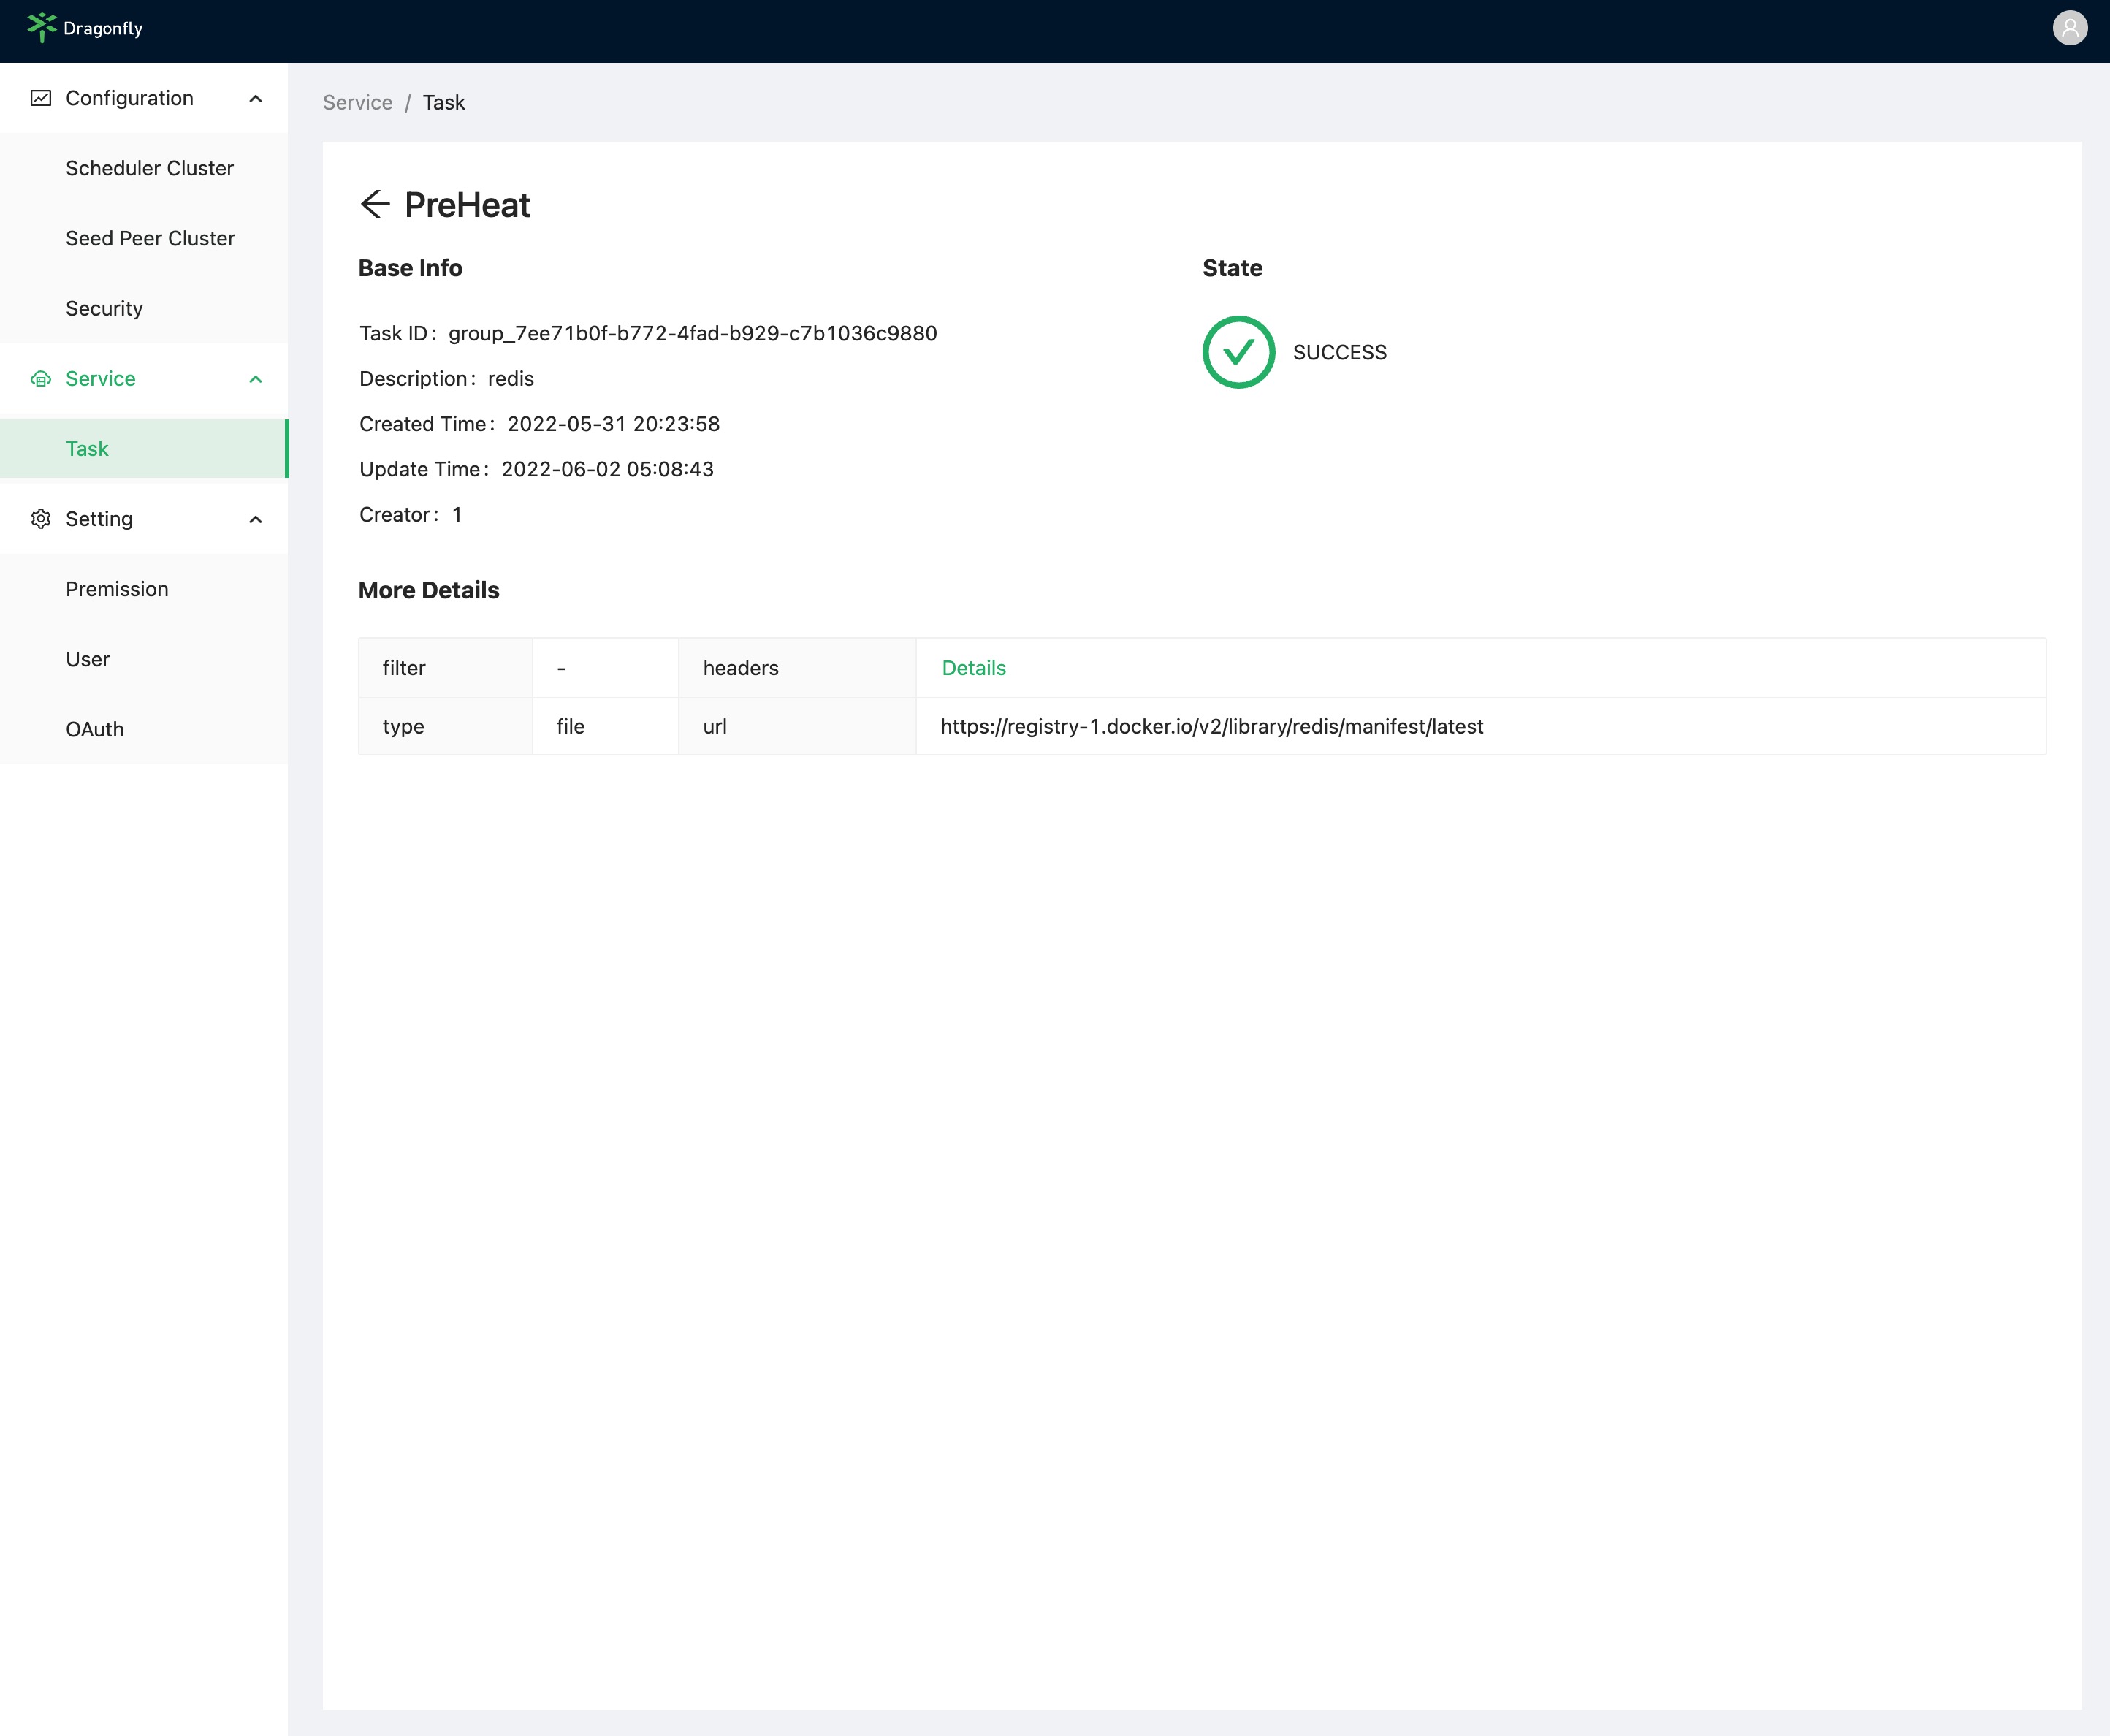 Dragonfly
Configuration
Scheduler Cluster
Seed Peer Cluster
Security
Service
Task
Setting
Premission
User
OAuth
Service / Task
PreHeat
Base Info
Task ID: group_7ee71b0f-b772-4fad-b929-c7b1036c9880
Description: redis
Created Time: 2022-05-31 20:23:58
Update Time: 2022-06-02 05:08:43
Creator: 1
State
SUCCESS
More Details
filter - headers Details
type file url https://registry-1.docker.io/v2/library/redis/manifest/latest